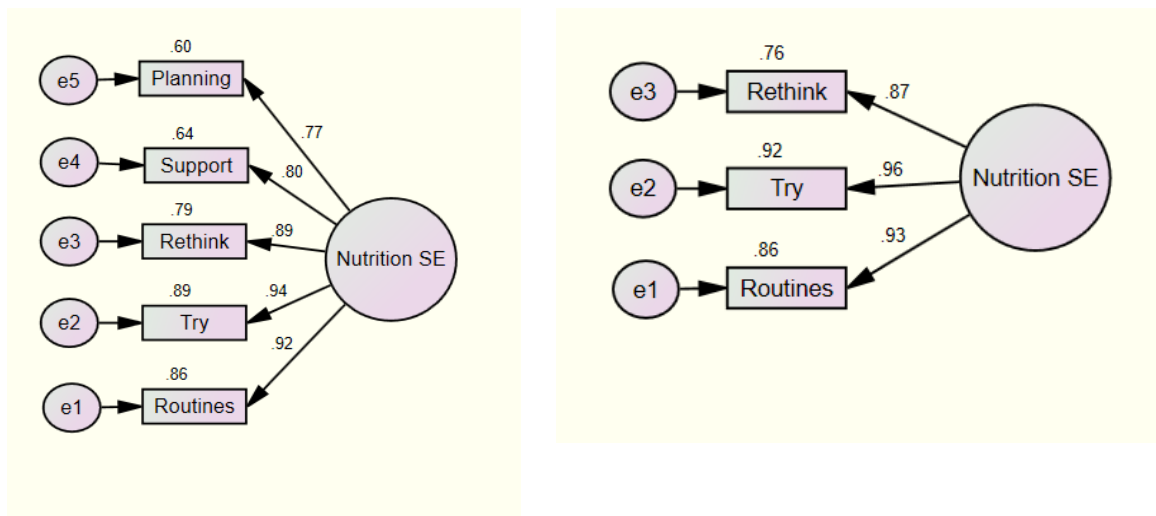 .60
e5
Planning
.77
.64
e4
Support
.80
.79
e3
Rethink
.89
Nutrition SE
.89
e2
Try
.94
.92
.86
e1
Routines
.76
e3
Rethink
.87
.92
e2
Try
.96
Nutrition SE
.93
.86
e1
Routines